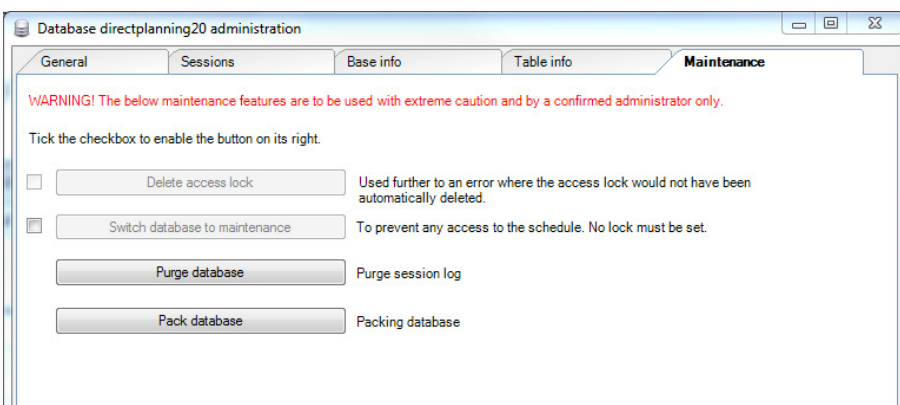 Database directplanning20 administration
General Sessions Base info Table info Maintenance
WARNING! The below maintenance features are to be used with extreme caution and by a confirmed administrator only.
Tick the checkbox to enable the button on its right.
Delete access lock Used further to an error where the access lock would not have been
automatically deleted.
Switch database to maintenance To prevent any access to the schedule. No lock must be set.
Purge database Purge session log
Pack database Packing database